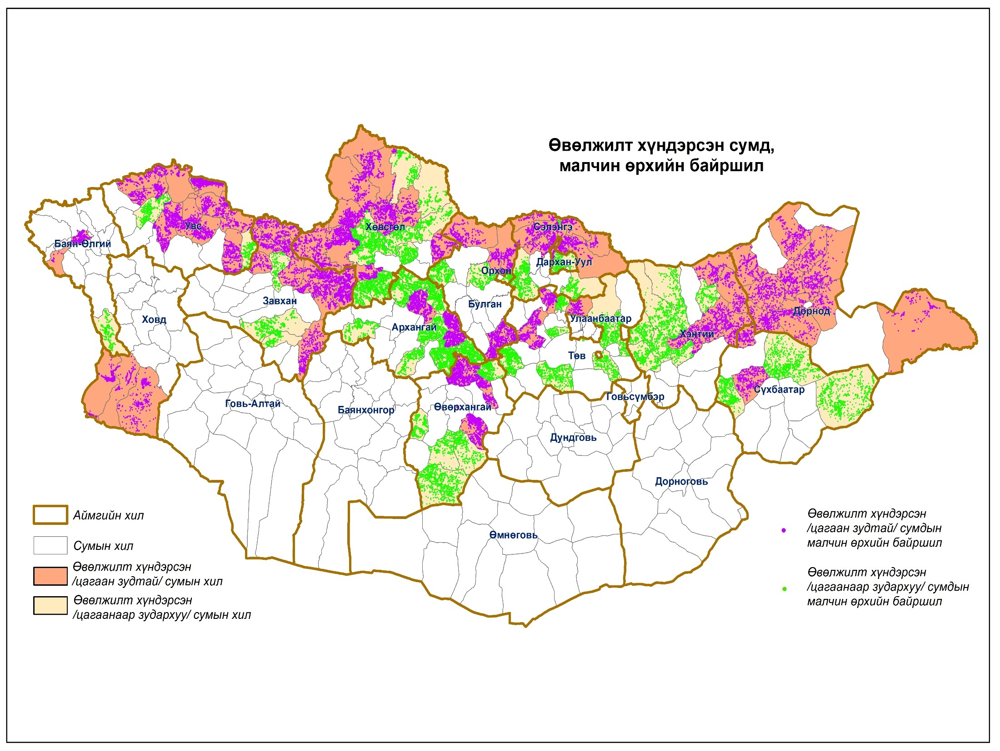 Өвөлжилт хүндэрсэн сумд,
малчин өрхийн байршил
Увс
Хөвсгөл
Сэлэнгэ
Баян-Өлгий
Дархан-Уул
Орхон
Завхан
Булган
Ховд
Архангай
Улаанбаатар
Хэнтий
Дорнод
Төв
Говь-Алтай
Баянхонгор
Өвөрхангай
Говьсүмбэр
Сүхбаатар
Дундговь
Дорноговь
Өмнөговь
Аймгийн хил
Сумын хил
Өвөлжилт хүндэрсэн
/цагаан зудтай/ сумын хил
Өвөлжилт хүндэрсэн
/цагаанаар зудархуу/ сумын хил
Өвөлжилт хүндэрсэн
/цагаан зудтай/ сумдын
малчин өрхийн байршил
Өвөлжилт хүндэрсэн
/цагаанаар зудархуу/ сумдын
малчин өрхийн байршил